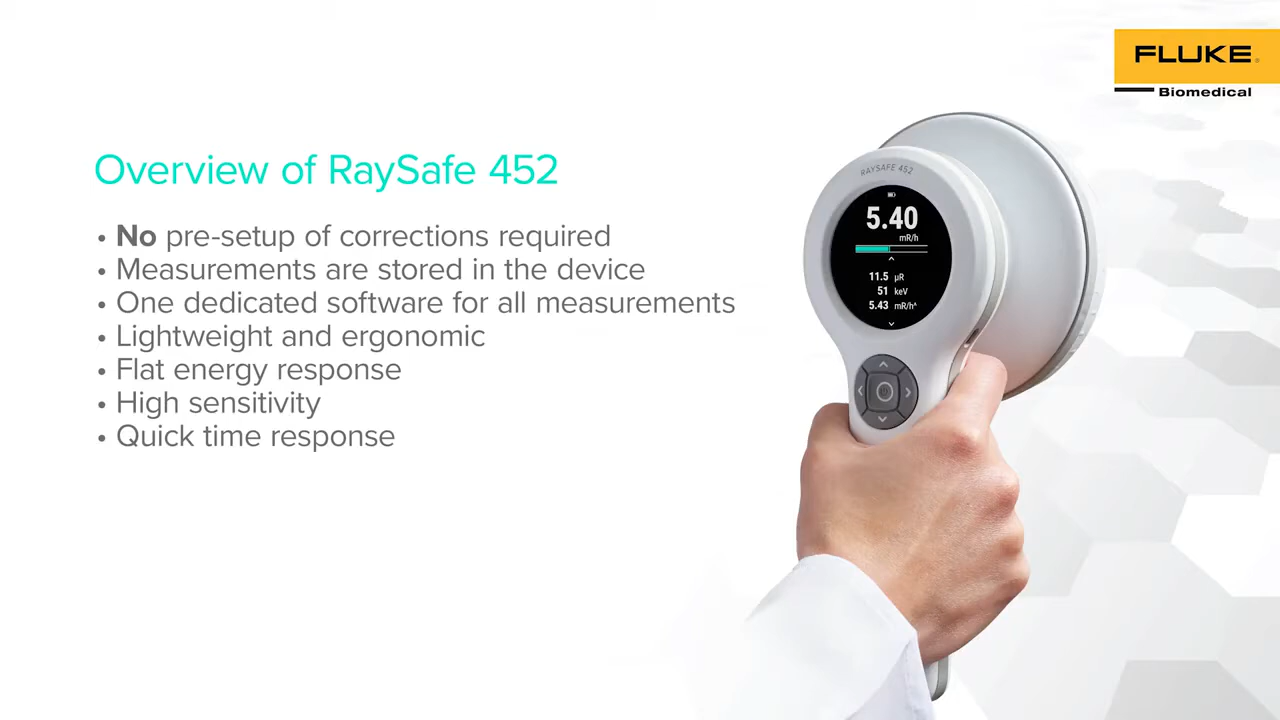 FLUKE®
Biomedical
Overview of RaySafe 452
• No pre-setup of corrections required
• Measurements are stored in the device
• One dedicated software for all measurements
• Lightweight and ergonomic
• Flat energy response
• High sensitivity
• Quick time response
RAYSAFE 452
5.40
mR/h
11.5 µR
51 keV
5.43 mR/h^